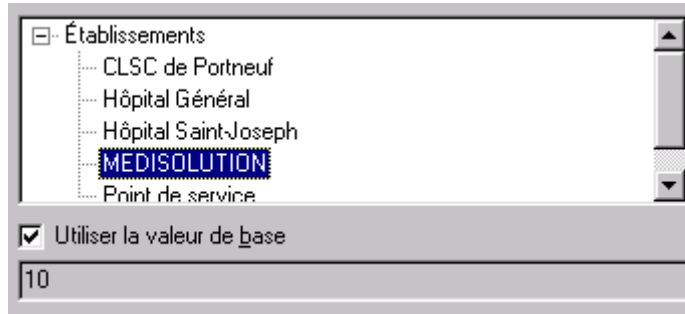 Établissements
CLSC de Portneuf
Hôpital Général
Hôpital Saint-Joseph
MEDISOLUTION
Point de service
Utiliser la valeur de base
10